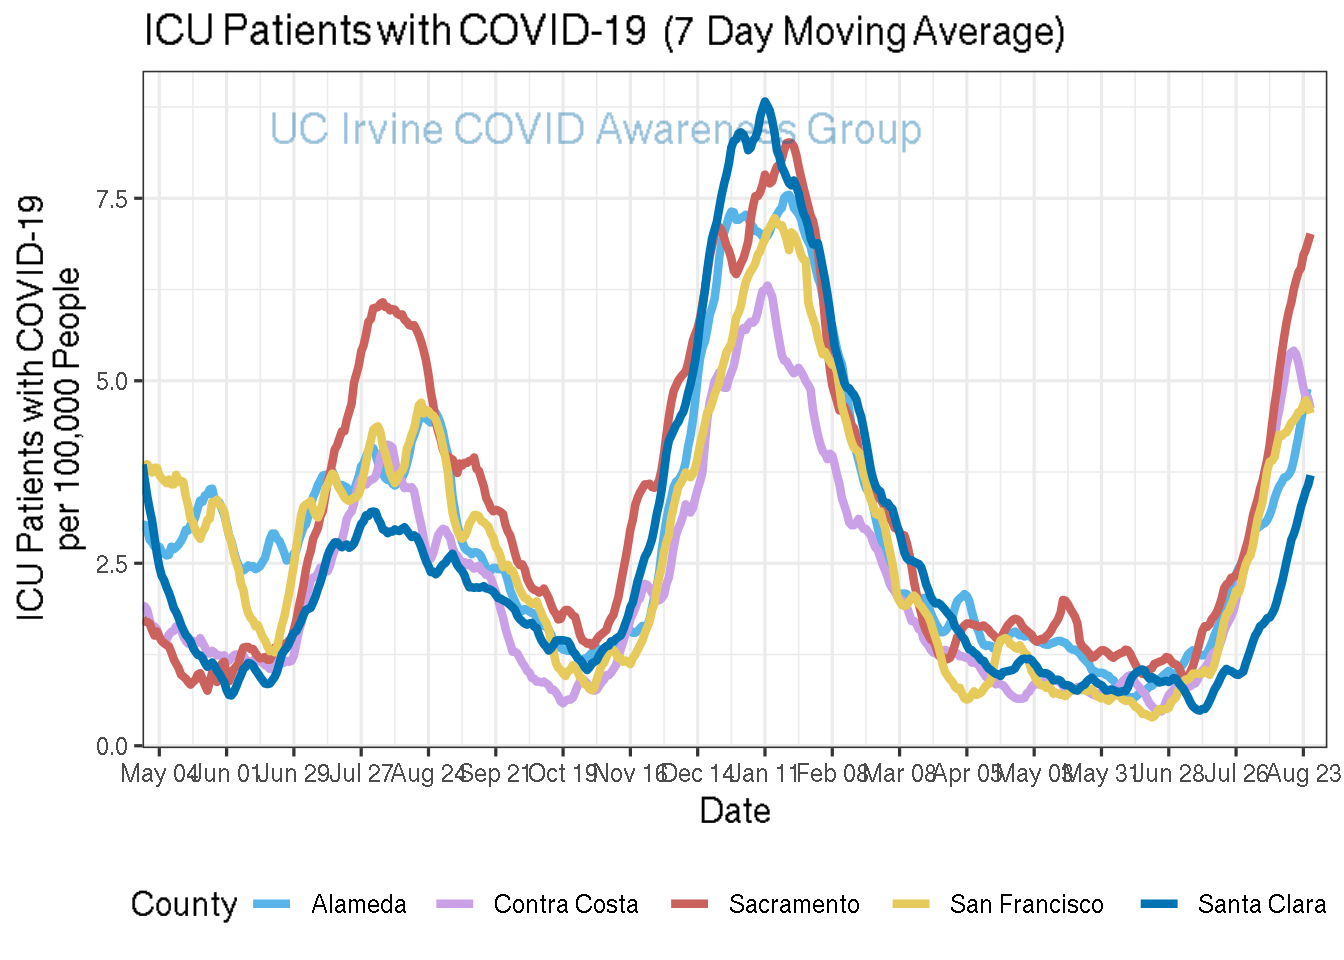 ICU Patients with COVID-19 (7 Day Moving Average)
UC Irvine COVID Awareness Group
ICU Patients with COVID-19
per 100,000 People
7.5
5.0
2.5
0.0
May 04 Jun 01 Jun 29 Jul 27 Aug 24 Sep 21 Oct 19 Nov 16 Dec 14 Jan 11 Feb 08 Mar 08 Apr 05 May 03 May 31 Jun 28 Jul 26 Aug 23
Date
County Alameda Contra Costa Sacramento San Francisco Santa Clara